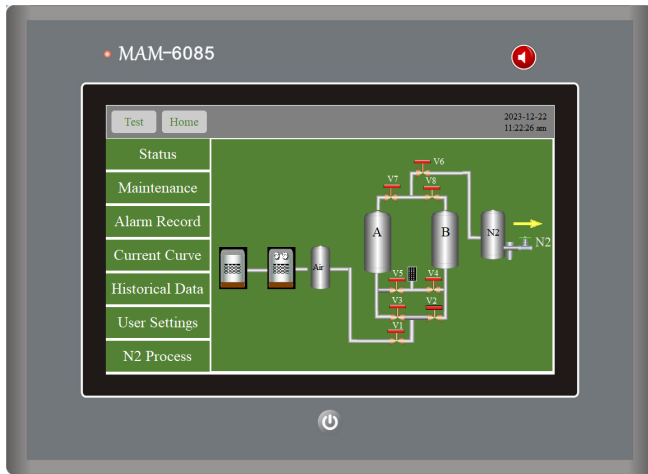 MAM-6085
Test Home
2023-12-22
11:22:26 am
Status
Maintenance
Alarm Record
Current Curve
Historical Data
User Settings
N2 Process
V6
V7 V8
A B N2
N2
Air
V5 V4
V3 V2
V1